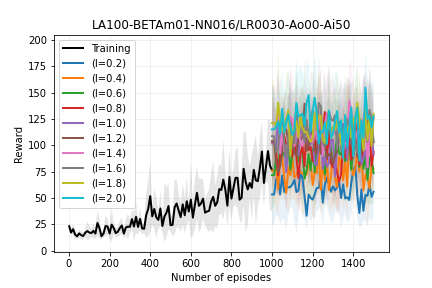 LA100-BETAm01-NN016/LR0030-Ao00-Ai50
200
175
150
125
100
75
50
25
0
Reward
Training
(l=0.2)
(l=0.4)
(l=0.6)
(l=0.8)
(l=1.0)
(l=1.2)
(l=1.4)
(l=1.6)
(l=1.8)
(l=2.0)
0 200 400 600 800 1000 1200 1400
Number of episodes